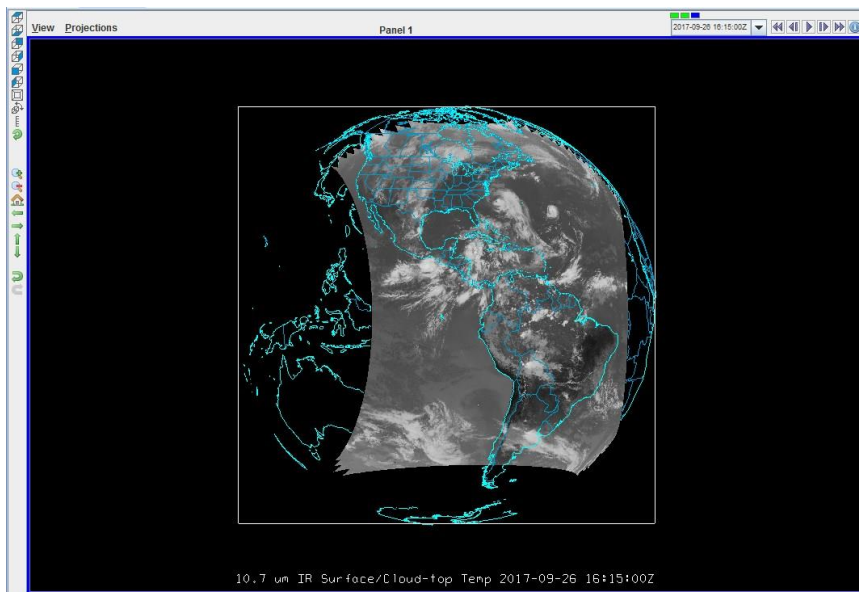 View Projections
Panel 1
2017-09-26 16:15:00Z
10.7 um IR Surface/Cloud-top Temp 2017-09-26 16:15:00Z